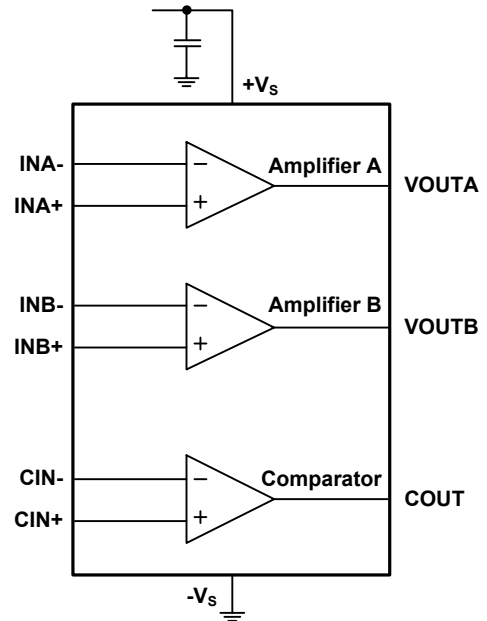 +VS
INA-
−
Amplifier A
VOUTA
INA+
+
INB-
−
Amplifier B
VOUTB
INB+
+
CIN-
−
Comparator
COUT
CIN+
+
-VS